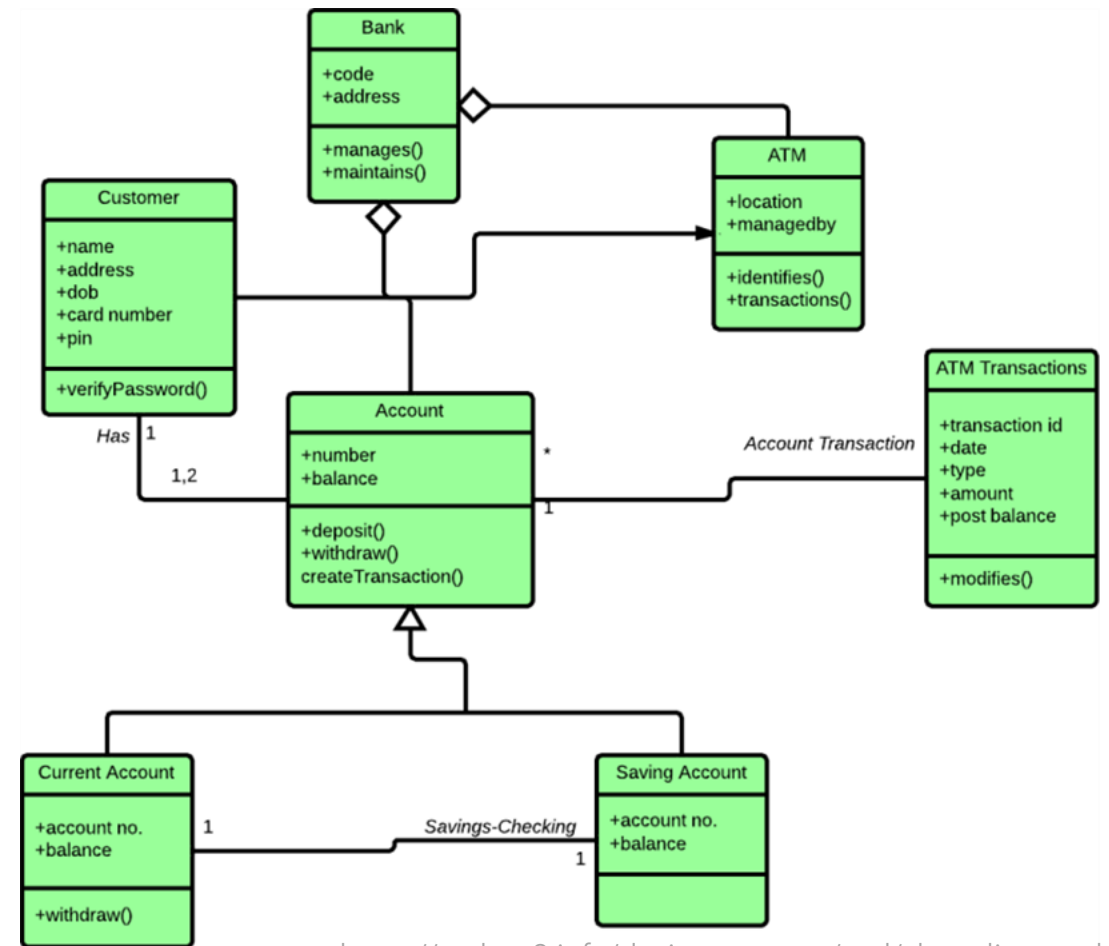 Bank
+code
+address
+manages()
+maintains()
ATM
+location
+managedby
+identifies()
+transactions()
Customer
+name
+address
+dob
+card number
+pin
+verifyPassword()
Has
1
1,2
Account
+number
+balance
+deposit()
+withdraw()
createTransaction()
*
1
Account Transaction
ATM Transactions
+transaction id
+date
+type
+amount
+post balance
+modifies()
Current Account
+account no.
+balance
+withdraw()
1
Savings-Checking
1
Saving Account
+account no.
+balance